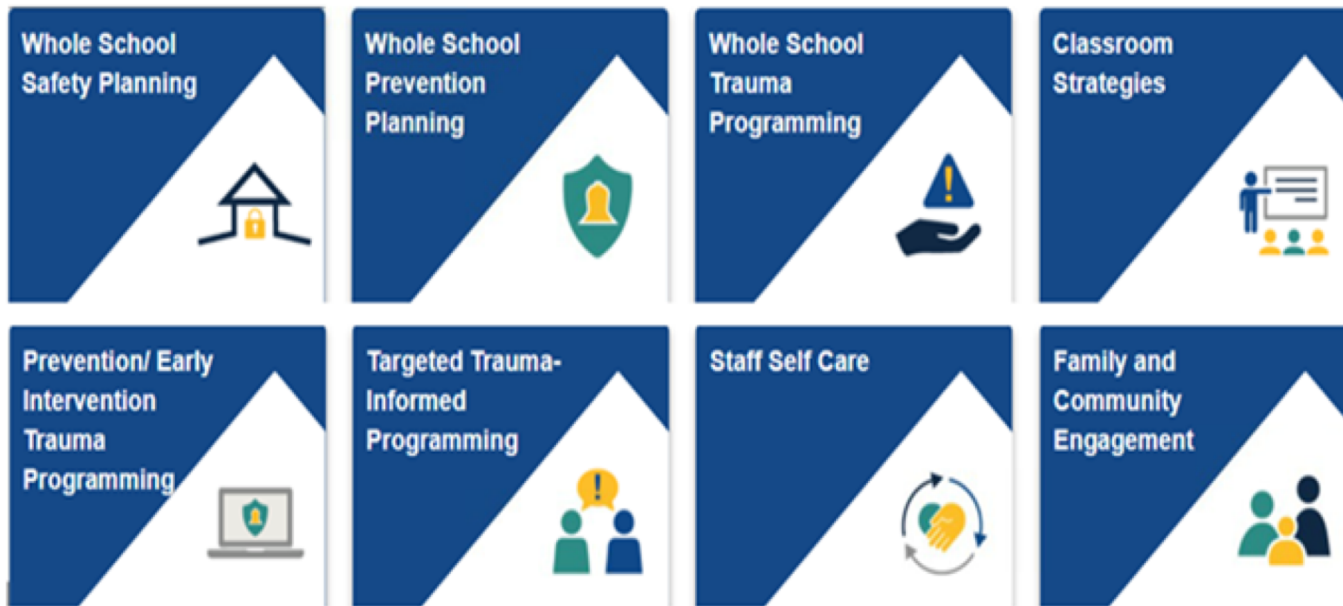 Whole School
Safety Planning
Whole School
Prevention
Planning
Whole School
Trauma
Programming
Classroom
Strategies
Prevention/ Early
Intervention
Trauma
Programming
Targeted Trauma-
Informed
Programming
Staff Self Care
Family and
Community
Engagement